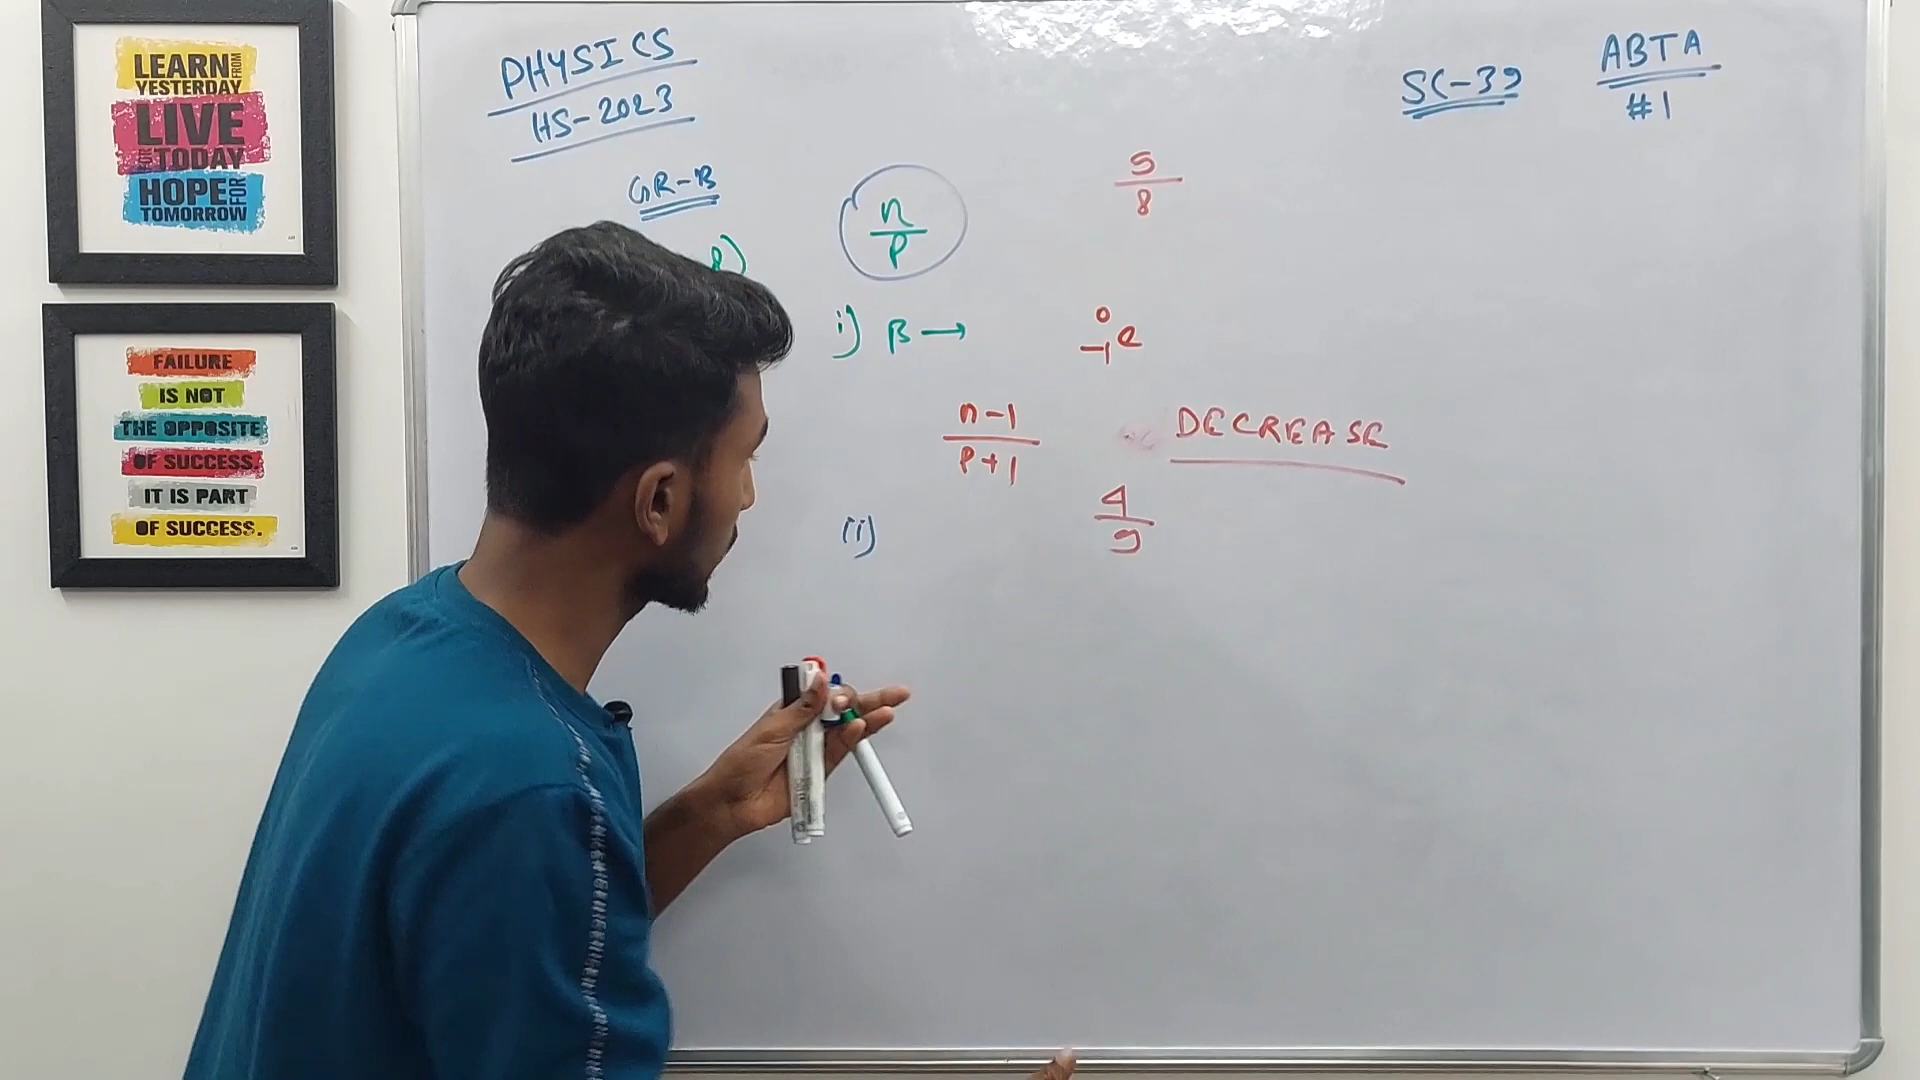 LEARN FROM
YESTERDAY
LIVE
FOR TODAY
HOPE FOR
TOMORROW
FAILURE
IS NOT
THE OPPOSITE
OF SUCCESS.
IT IS PART
OF SUCCESS.
PHYSICS
HS-2023
GR-B
8)
n/p
5/8
SC-39
ABTA
#1
i) β → ⁰₋₁e
n-1/p+1
DECREASE
4/9
ii)